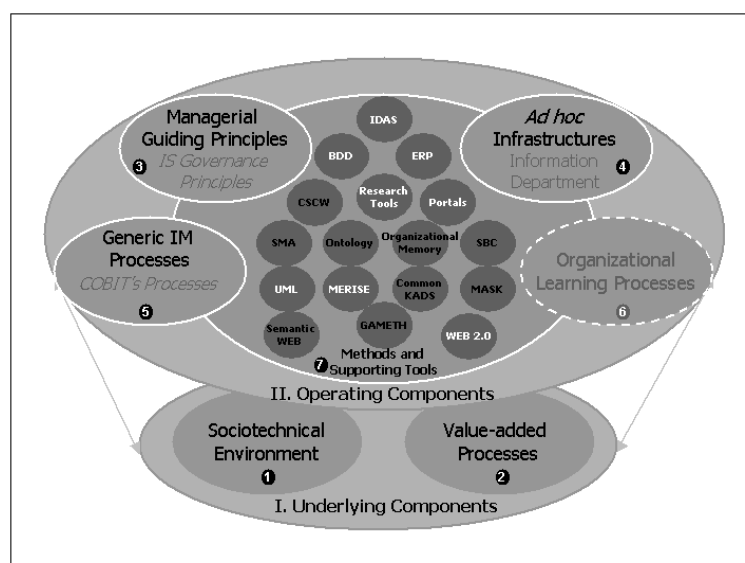 Managerial
Guiding Principles
IS Governance
Principles
3
Ad hoc
Infrastructures
Information
Department
4
IDAS
BDD
ERP
CSCW
Research
Tools
Portals
Generic IM
Processes
COBIT's Processes
5
SMA
Ontology
Organizational
Memory
SBC
Organizational
Learning Processes
6
UML
MERISE
Common
KADS
MASK
Semantic
WEB
GAMETH
WEB 2.0
7
Methods and
Supporting Tools
II. Operating Components
Sociotechnical
Environment
1
Value-added
Processes
2
I. Underlying Components